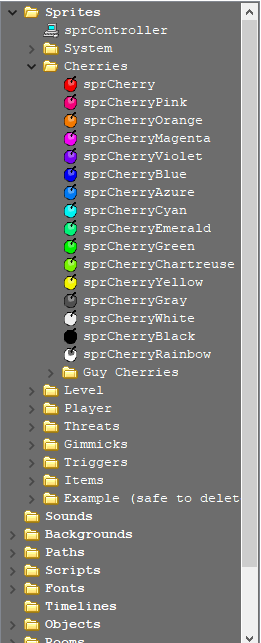 Sprites
sprController
System
Cherries
sprCherry
sprCherryPink
sprCherryOrange
sprCherryMagenta
sprCherryViolet
sprCherryBlue
sprCherryAzure
sprCherryCyan
sprCherryEmerald
sprCherryGreen
sprCherryChartreuse
sprCherryYellow
sprCherryGray
sprCherryWhite
sprCherryBlack
sprCherryRainbow
Guy Cherries
Level
Player
Threats
Gimmicks
Triggers
Items
Example (safe to delet
Sounds
Backgrounds
Paths
Scripts
Fonts
Timelines
Objects
Rooms